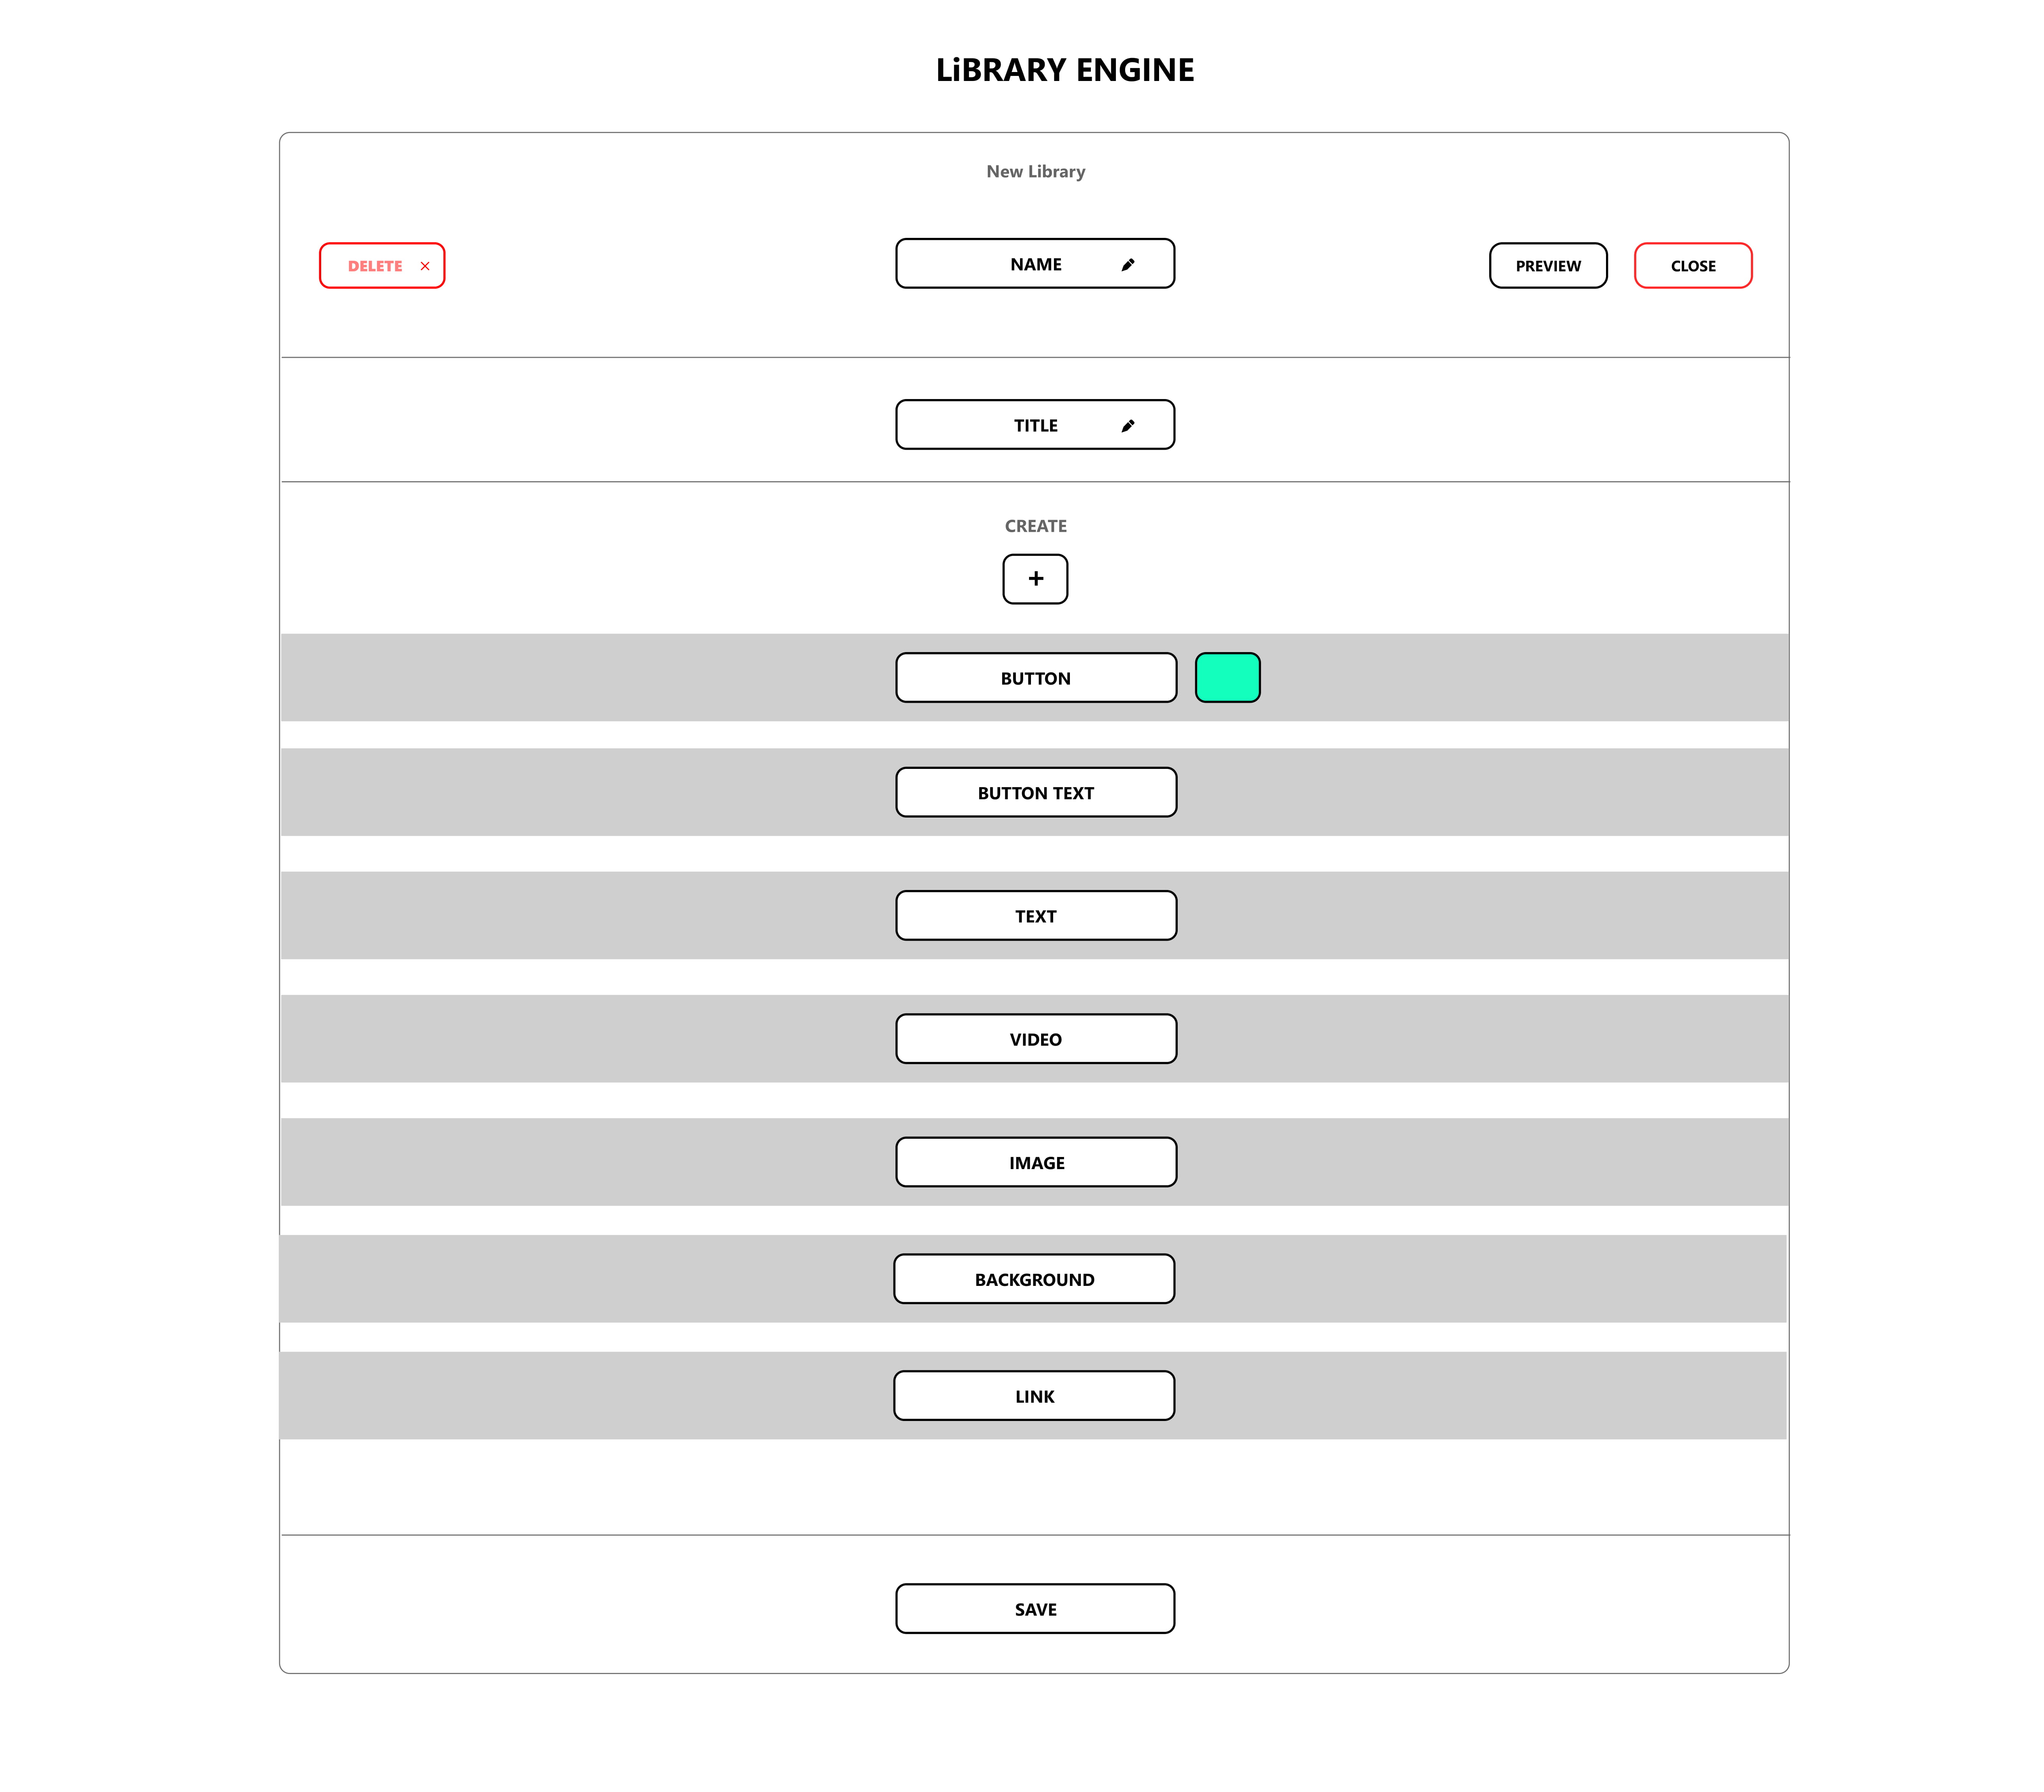 LiBRARY ENGINE
New Library
DELETE ×
NAME
PREVIEW
CLOSE
TITLE
CREATE
+
BUTTON
BUTTON TEXT
TEXT
VIDEO
IMAGE
BACKGROUND
LINK
SAVE